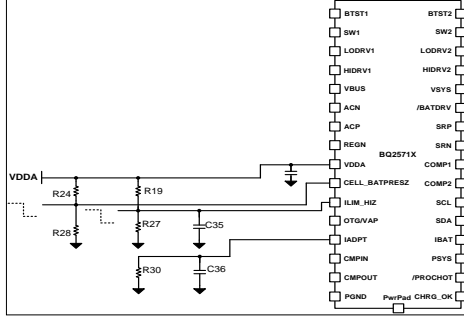 BTST1 BTST2
SW1 SW2
LODRV1 LODRV2
HIDRV1 HIDRV2
VBUS VSYS
ACN /BATDRV
ACP SRP
REGN SRN
BQ2571X
VDDA COMP1
VDDA
CELL_BATPRESZ COMP2
R24 R19
ILIM_HIZ SCL
OTG/VAP SDA
R28 R27 C35
IADPT IBAT
CMPIN PSYS
R30 C36
CMPOUT /PROCHOT
PGND PwrPad CHRG_OK